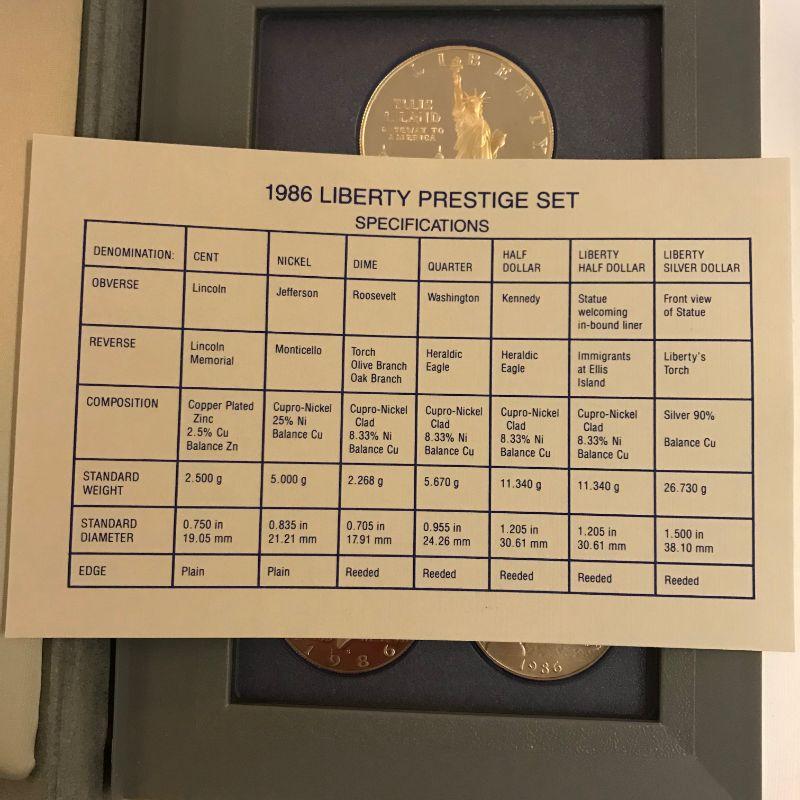 LIBERTY
ELLIS
ISLAND
GATEWAY TO
AMERICA
1986 LIBERTY PRESTIGE SET
SPECIFICATIONS
DENOMINATION: CENT NICKEL DIME QUARTER HALF DOLLAR LIBERTY HALF DOLLAR LIBERTY SILVER DOLLAR
OBVERSE Lincoln Jefferson Roosevelt Washington Kennedy Statue welcoming in-bound liner Front view of Statue
REVERSE Lincoln Memorial Monticello Torch Olive Branch Oak Branch Heraldic Eagle Heraldic Eagle Immigrants at Ellis Island Liberty's Torch
COMPOSITION Copper Plated Zinc 2.5% Cu Balance Zn Cupro-Nickel 25% Ni Balance Cu Cupro-Nickel Clad 8.33% Ni Balance Cu Cupro-Nickel Clad 8.33% Ni Balance Cu Cupro-Nickel Clad 8.33% Ni Balance Cu Cupro-Nickel Clad 8.33% Ni Balance Cu Silver 90% Balance Cu
STANDARD WEIGHT 2.500 g 5.000 g 2.268 g 5.670 g 11.340 g 11.340 g 26.730 g
STANDARD DIAMETER 0.750 in 19.05 mm 0.835 in 21.21 mm 0.705 in 17.91 mm 0.955 in 24.26 mm 1.205 in 30.61 mm 1.205 in 30.61 mm 1.500 in 38.10 mm
EDGE Plain Plain Reeded Reeded Reeded Reeded Reeded
1986
1986